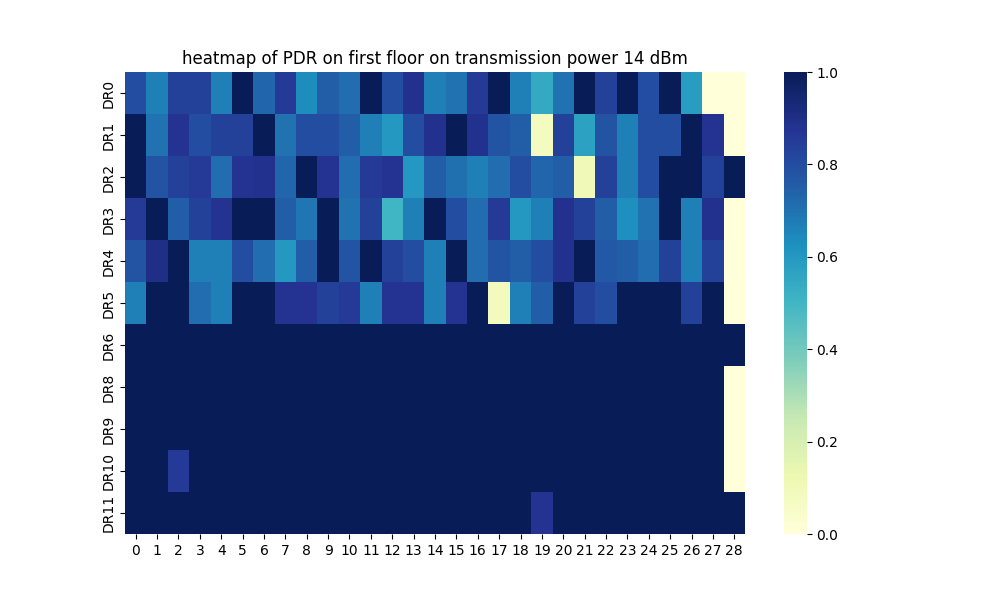 heatmap of PDR on first floor on transmission power 14 dBm
DR0
DR1
DR2
DR3
DR4
DR5
DR6
DR8
DR9
DR10
DR11
0 1 2 3 4 5 6 7 8 9 10 11 12 13 14 15 16 17 18 19 20 21 22 23 24 25 26 27 28
1.0
0.8
0.6
0.4
0.2
0.0